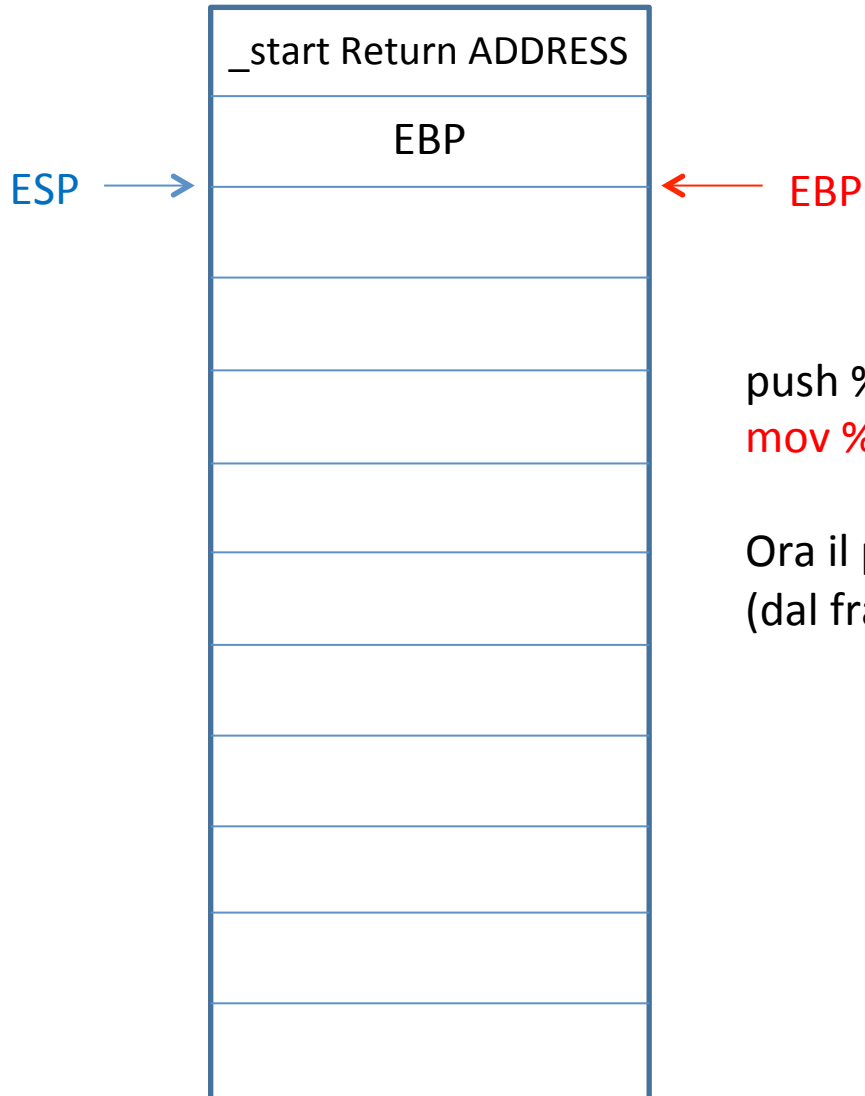 _start Return ADDRESS
EBP
ESP
EBP
push %
mov %
Ora il
(dal